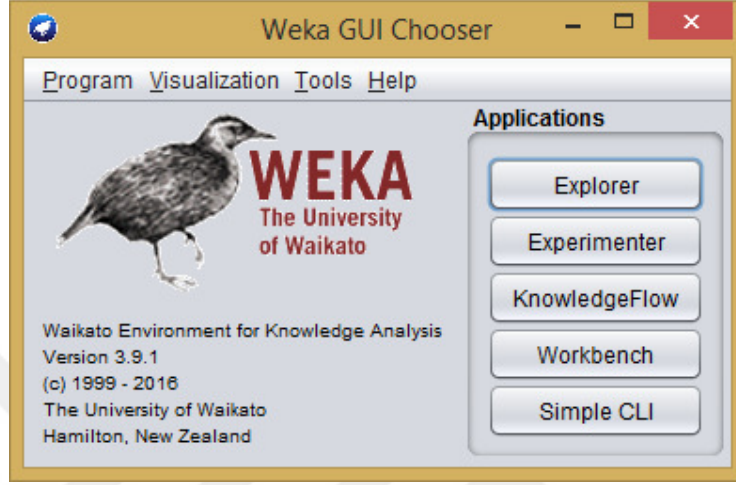 Weka GUI Chooser
Program Visualization Tools Help
WEKA
The University
of Waikato
Waikato Environment for Knowledge Analysis
Version 3.9.1
(c) 1999 - 2016
The University of Waikato
Hamilton, New Zealand
Applications
Explorer
Experimenter
KnowledgeFlow
Workbench
Simple CLI